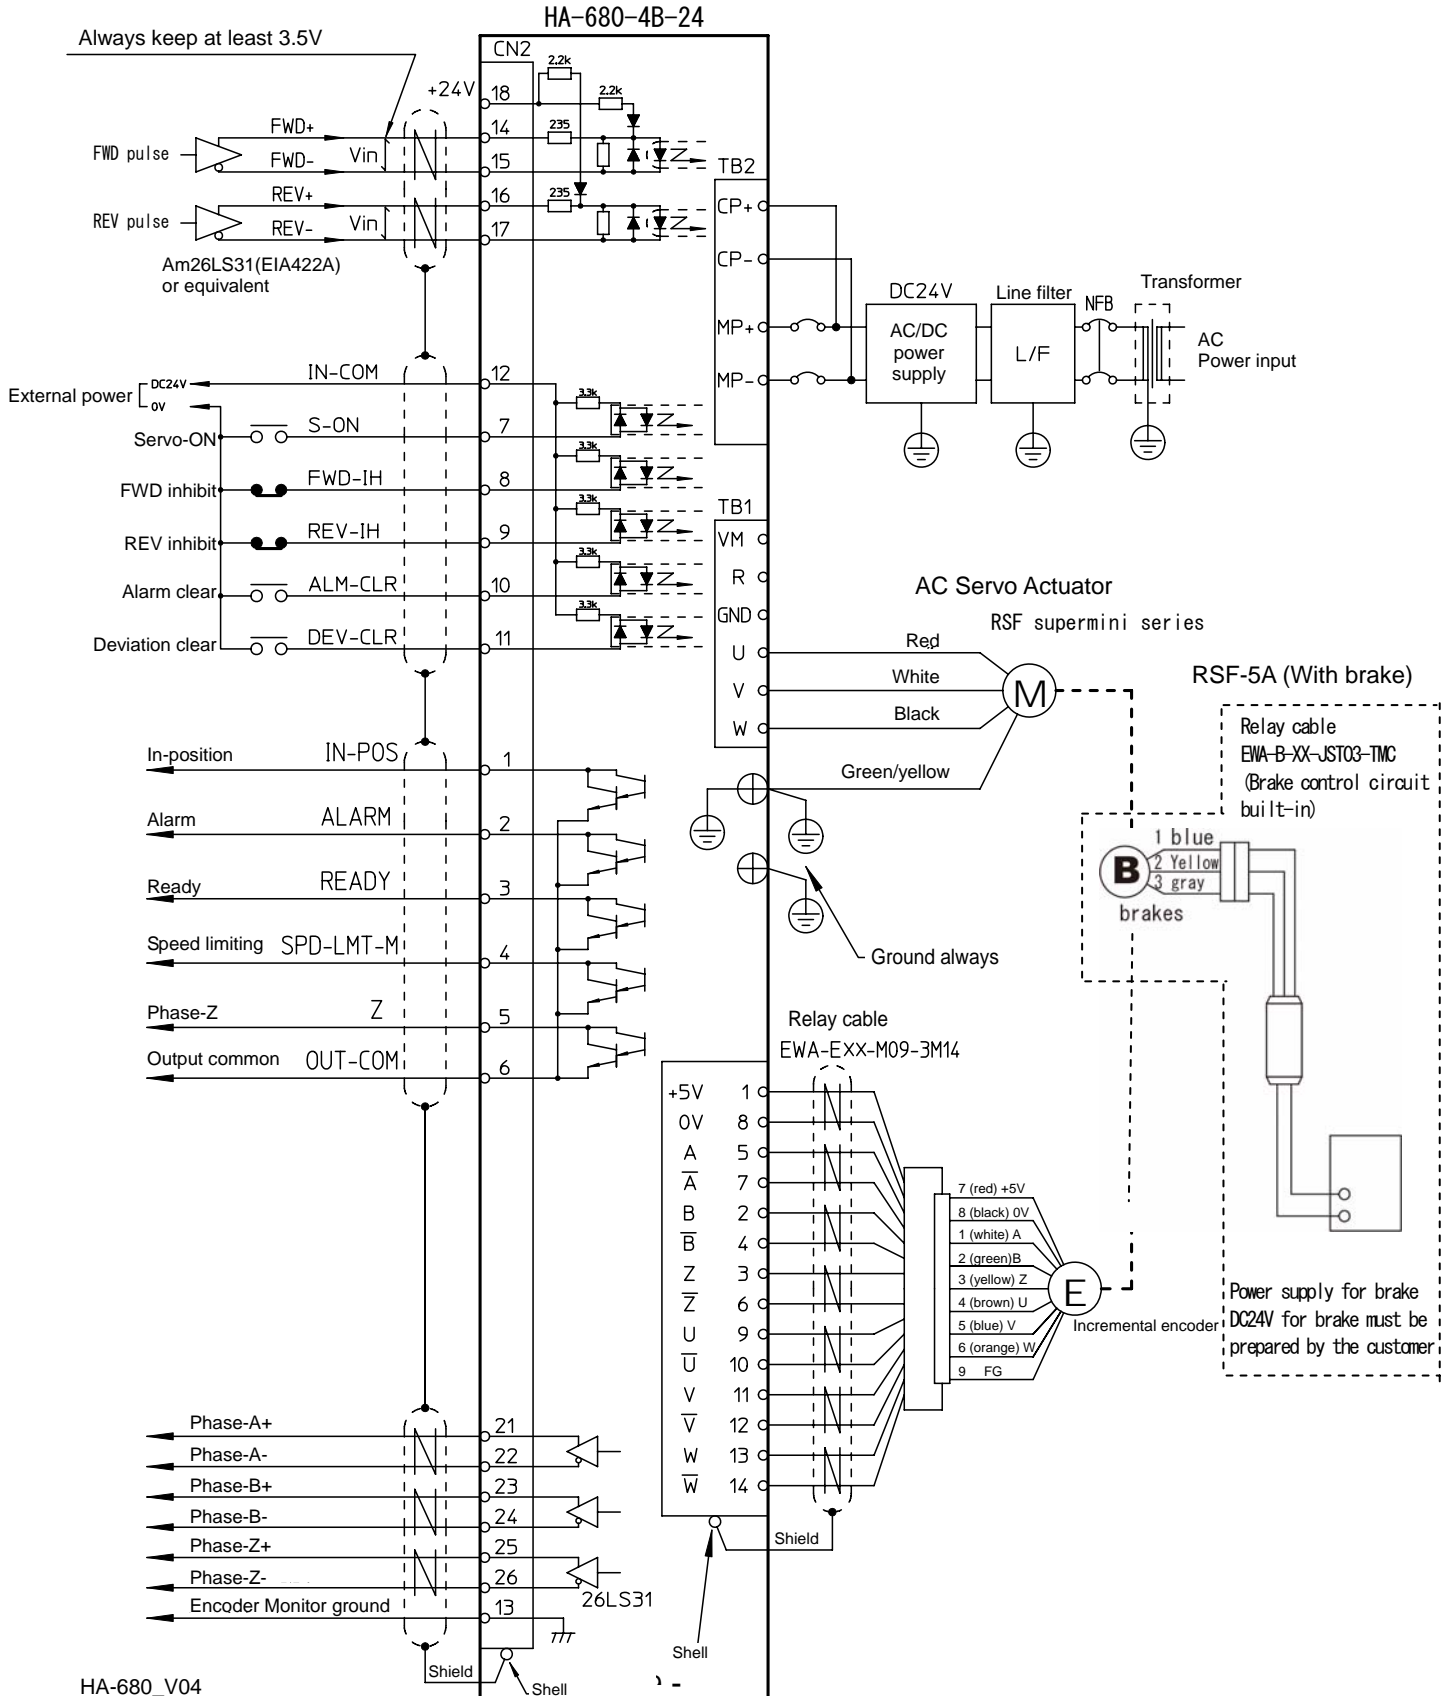 HA-680-4B-24
Always keep at least 3.5V
CN2
2.2k
+24V
18
2.2k
FWD+
14
235
FWD pulse
Vin
FWD-
15
TB2
REV+
16
235
CP+
REV pulse
Vin
REV-
17
CP-
Am26LS31(EIA422A)
or equivalent
DC24V
Line filter
NFB
Transformer
MP+
AC/DC
power
supply
L/F
AC
Power input
MP-
IN-COM
12
External power
DC24V
0V
3.3k
Servo-ON
S-ON
7
3.3k
FWD inhibit
FWD-IH
8
3.3k
TB1
REV inhibit
REV-IH
9
VM
3.3k
Alarm clear
ALM-CLR
10
R
AC Servo Actuator
3.3k
GND
RSF supermini series
Deviation clear
DEV-CLR
11
U
Red
M
V
White
W
Black
RSF-5A (With brake)
Relay cable
EWA-B-XX-JST03-TMC
(Brake control circuit
built-in)
In-position
IN-POS
1
Green/yellow
Alarm
ALARM
2
1 blue
2 Yellow
3 gray
B
brakes
Ready
READY
3
Speed limiting
SPD-LMT-M
4
Ground always
Phase-Z
Z
5
Relay cable
EWA-EXX-M09-3M14
Output common
OUT-COM
6
+5V 1
0V 8
A 5
A̅ 7
B 2
B̅ 4
Z 3
Z̅ 6
U 9
U̅ 10
V 11
V̅ 12
W 13
W̅ 14
7 (red) +5V
8 (black) 0V
1 (white) A
2 (green)B
3 (yellow) Z
4 (brown) U
5 (blue) V
6 (orange) W
9 FG
E
Incremental encoder
Power supply for brake
DC24V for brake must be
prepared by the customer
Phase-A+
21
Phase-A-
22
Phase-B+
23
Phase-B-
24
Phase-Z+
25
Phase-Z-
26
26LS31
Encoder Monitor ground
13
Shield
Shell
Shield
Shell
HA-680_V04